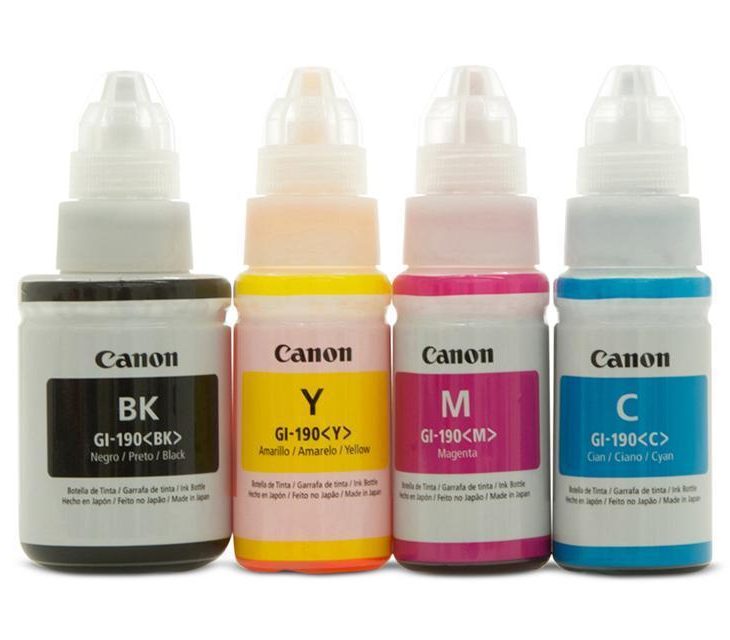 Canon
BK
GI-190<BK>
Negro / Preto / Black
Botella de Tinta / Garrafa de tinta / Ink Bottle
Hecho en Japón / Feito no Japão / Made in Japan
Canon
Y
GI-190<Y>
Amarillo / Amarelo / Yellow
Botella de Tinta / Garrafa de tinta / Ink Bottle
Hecho en Japón / Feito no Japão / Made in Japan
Canon
M
GI-190<M>
Magenta
Botella de Tinta / Garrafa de tinta / Ink Bottle
Hecho en Japón / Feito no Japão / Made in Japan
Canon
C
GI-190<C>
Cian / Ciano / Cyan
Botella de Tinta / Garrafa de tinta / Ink Bottle
Hecho en Japón / Feito no Japão / Made in Japan